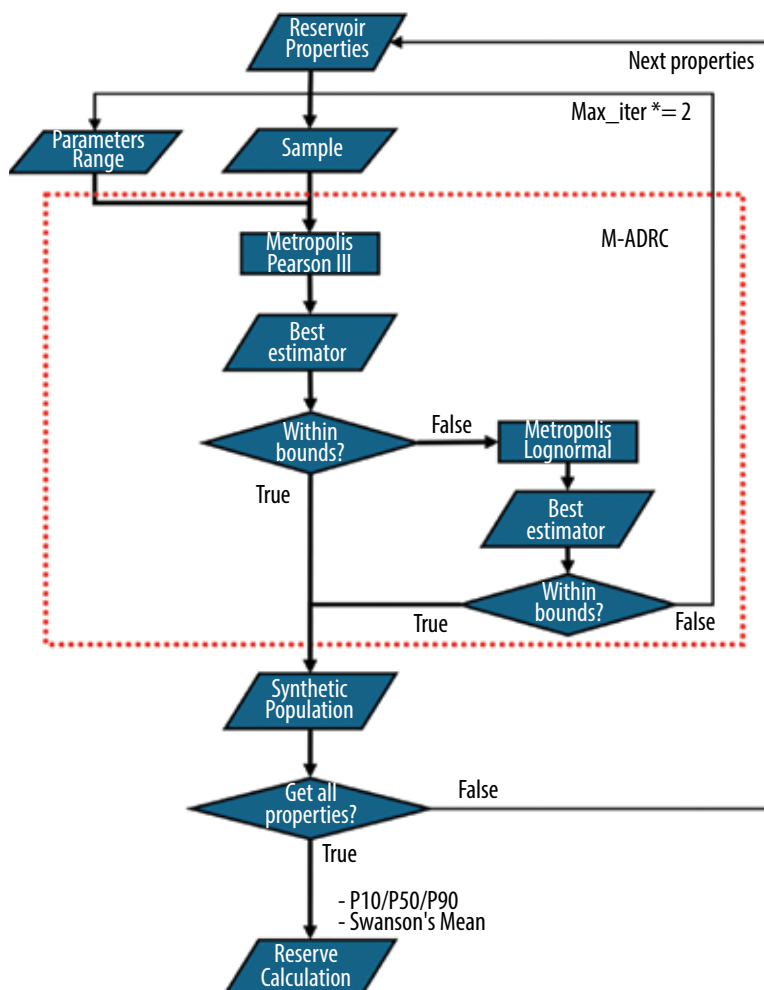 Reservoir
Properties
Next properties
Max_iter *= 2
Parameters
Range
Sample
M-ADRC
Metropolis
Pearson III
Best
estimator
Within
bounds?
False
Metropolis
Lognormal
True
Best
estimator
Within
bounds?
True
False
Synthetic
Population
Get all
properties?
False
True
- P10/P50/P90
- Swanson's Mean
Reserve
Calculation